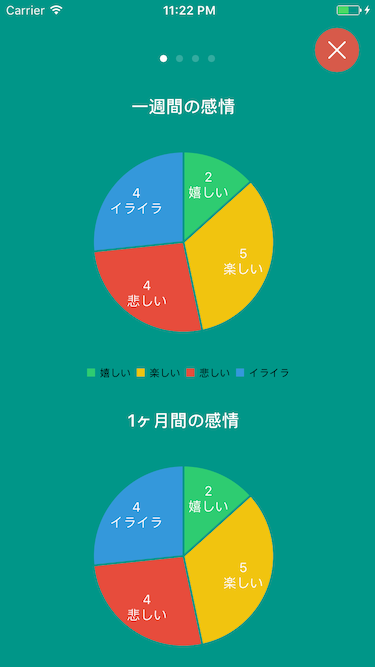 Carrier 11:22 PM
一週間の感情
2
嬉しい
4
イライラ
5
楽しい
4
悲しい
嬉しい 楽しい 悲しい イライラ
1ヶ月間の感情
2
嬉しい
4
イライラ
5
楽しい
4
悲しい